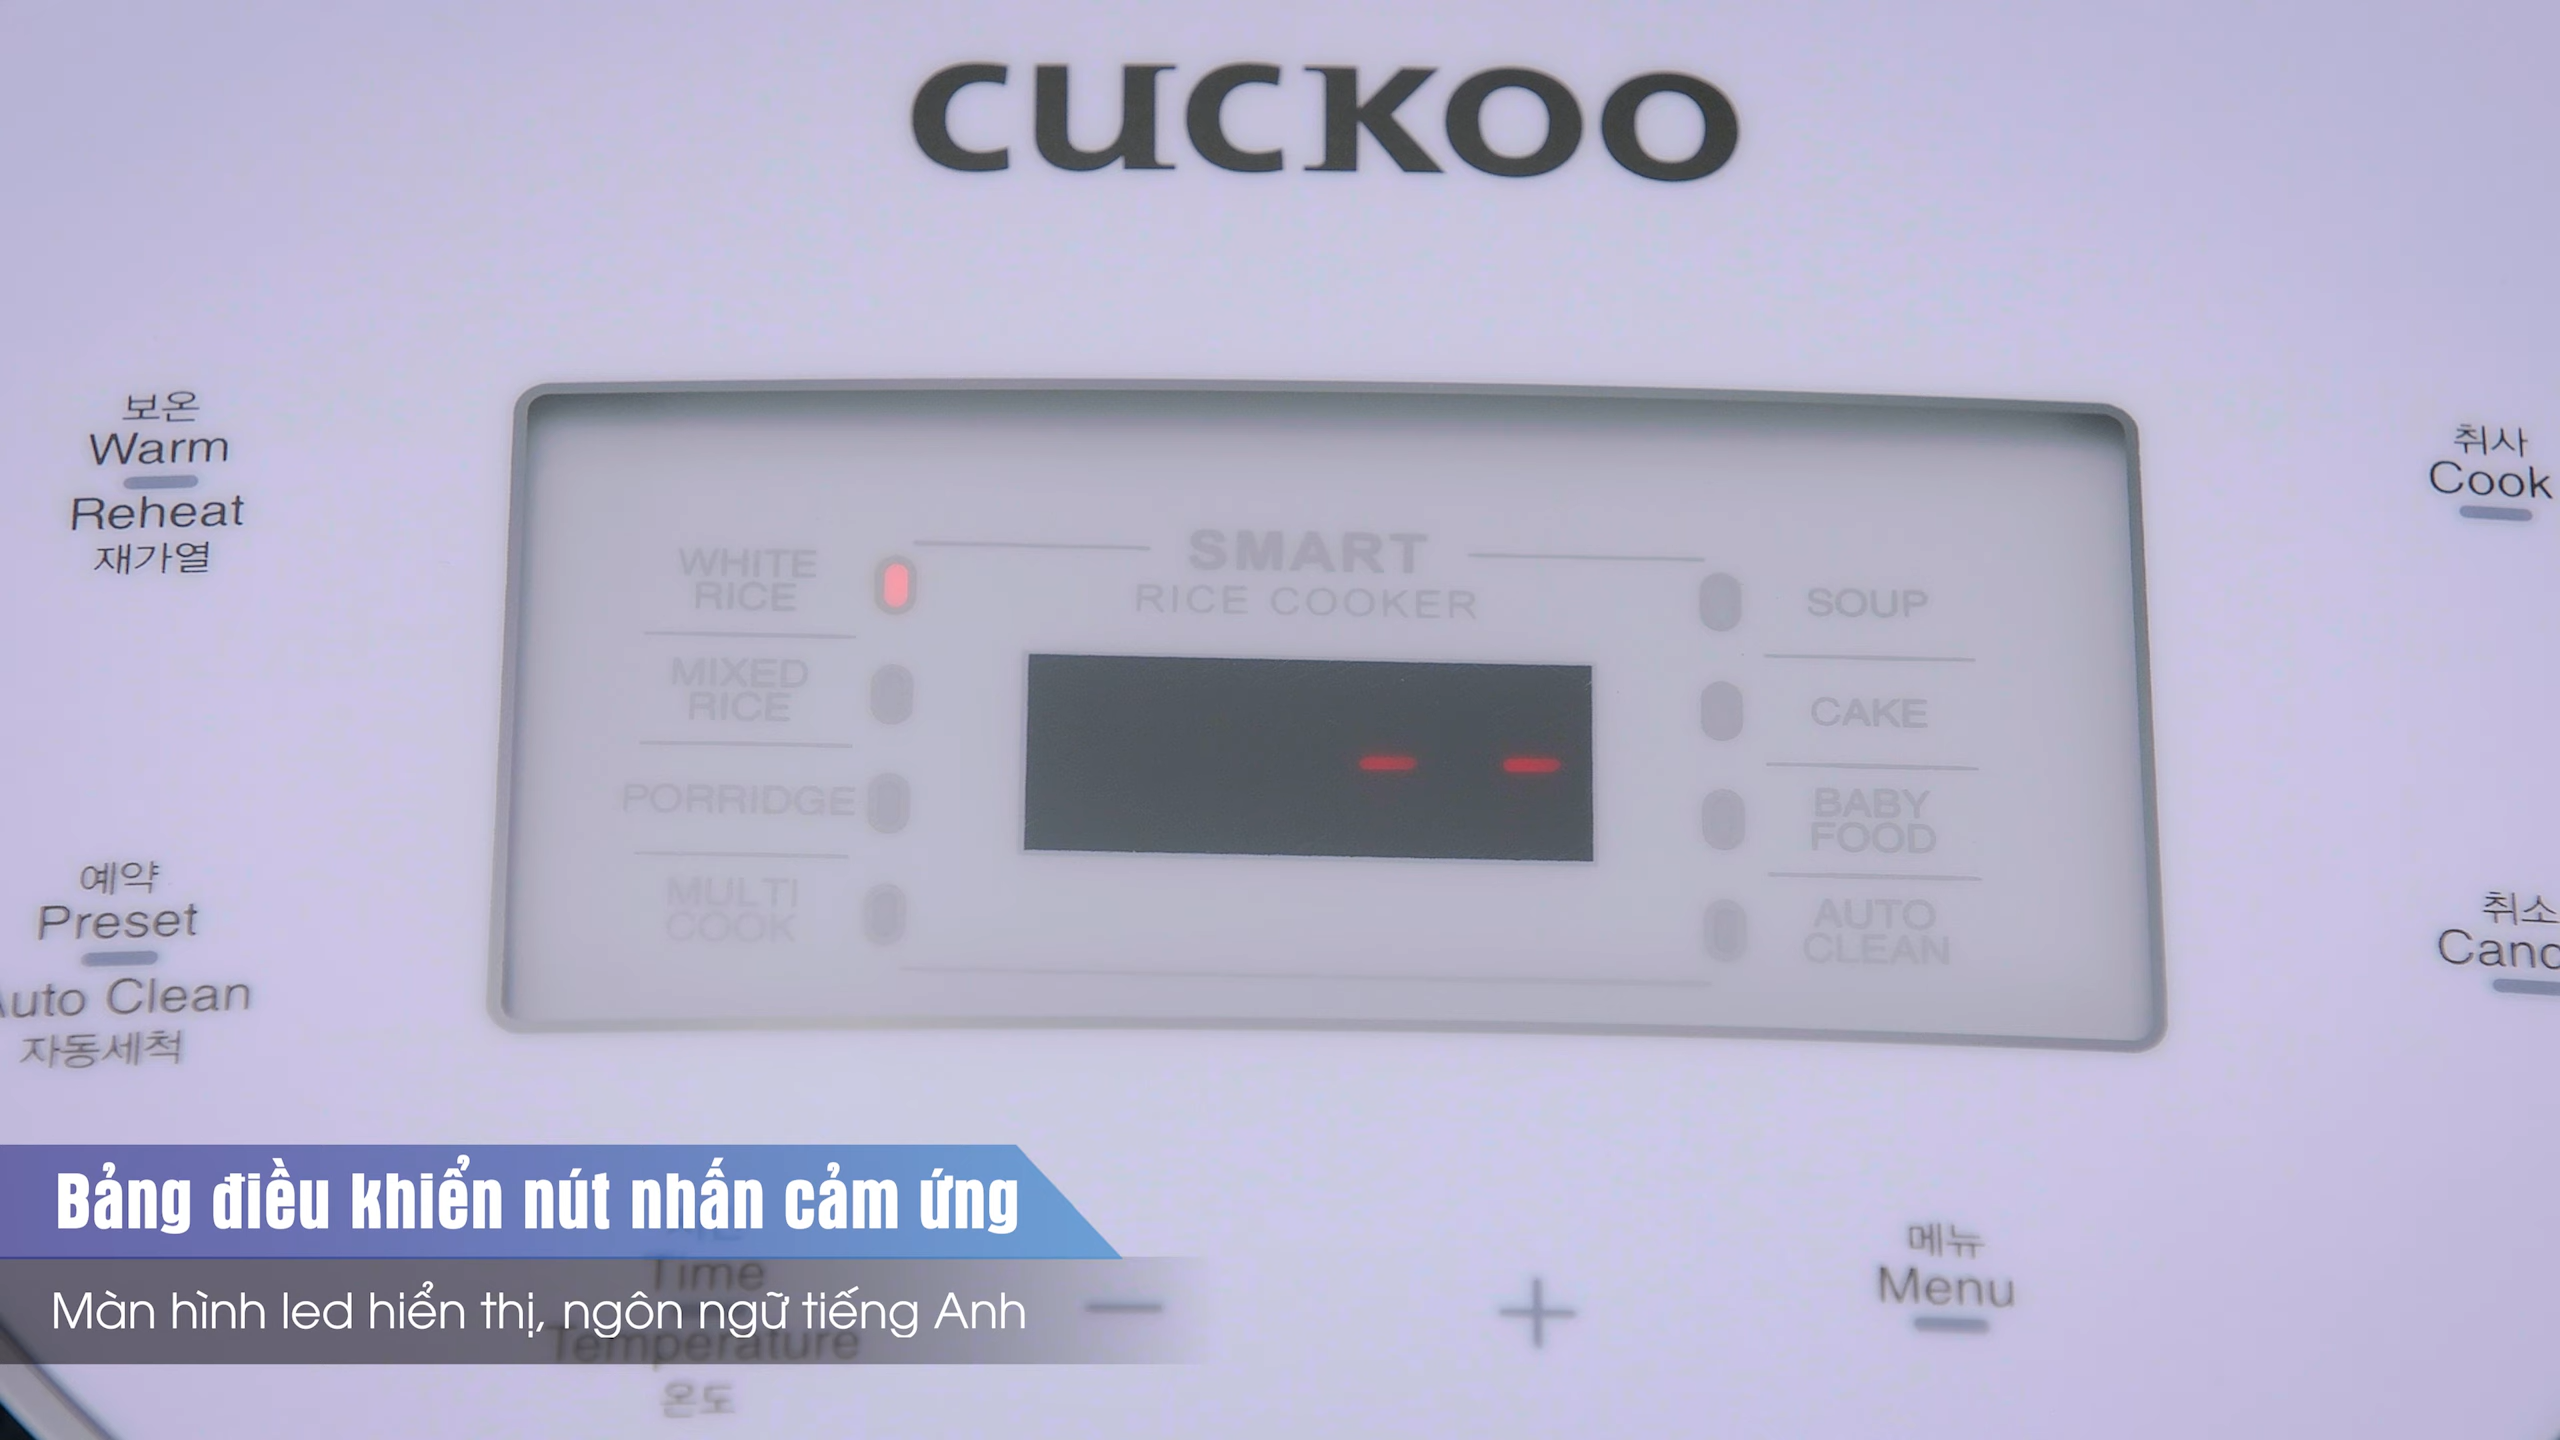 CUCKOO
보온
Warm
Reheat
재가열
취사
Cook
SMART
RICE COOKER
WHITE
RICE
MIXED
RICE
PORRIDGE
MULTI
COOK
SOUP
CAKE
BABY
FOOD
AUTO
CLEAN
예약
Preset
Auto Clean
자동세척
취소
Canc
Bảng điều khiển nút nhấn cảm ứng
Time
Màn hình led hiển thị, ngôn ngữ tiếng Anh
Temperature
온도
−
+
메뉴
Menu